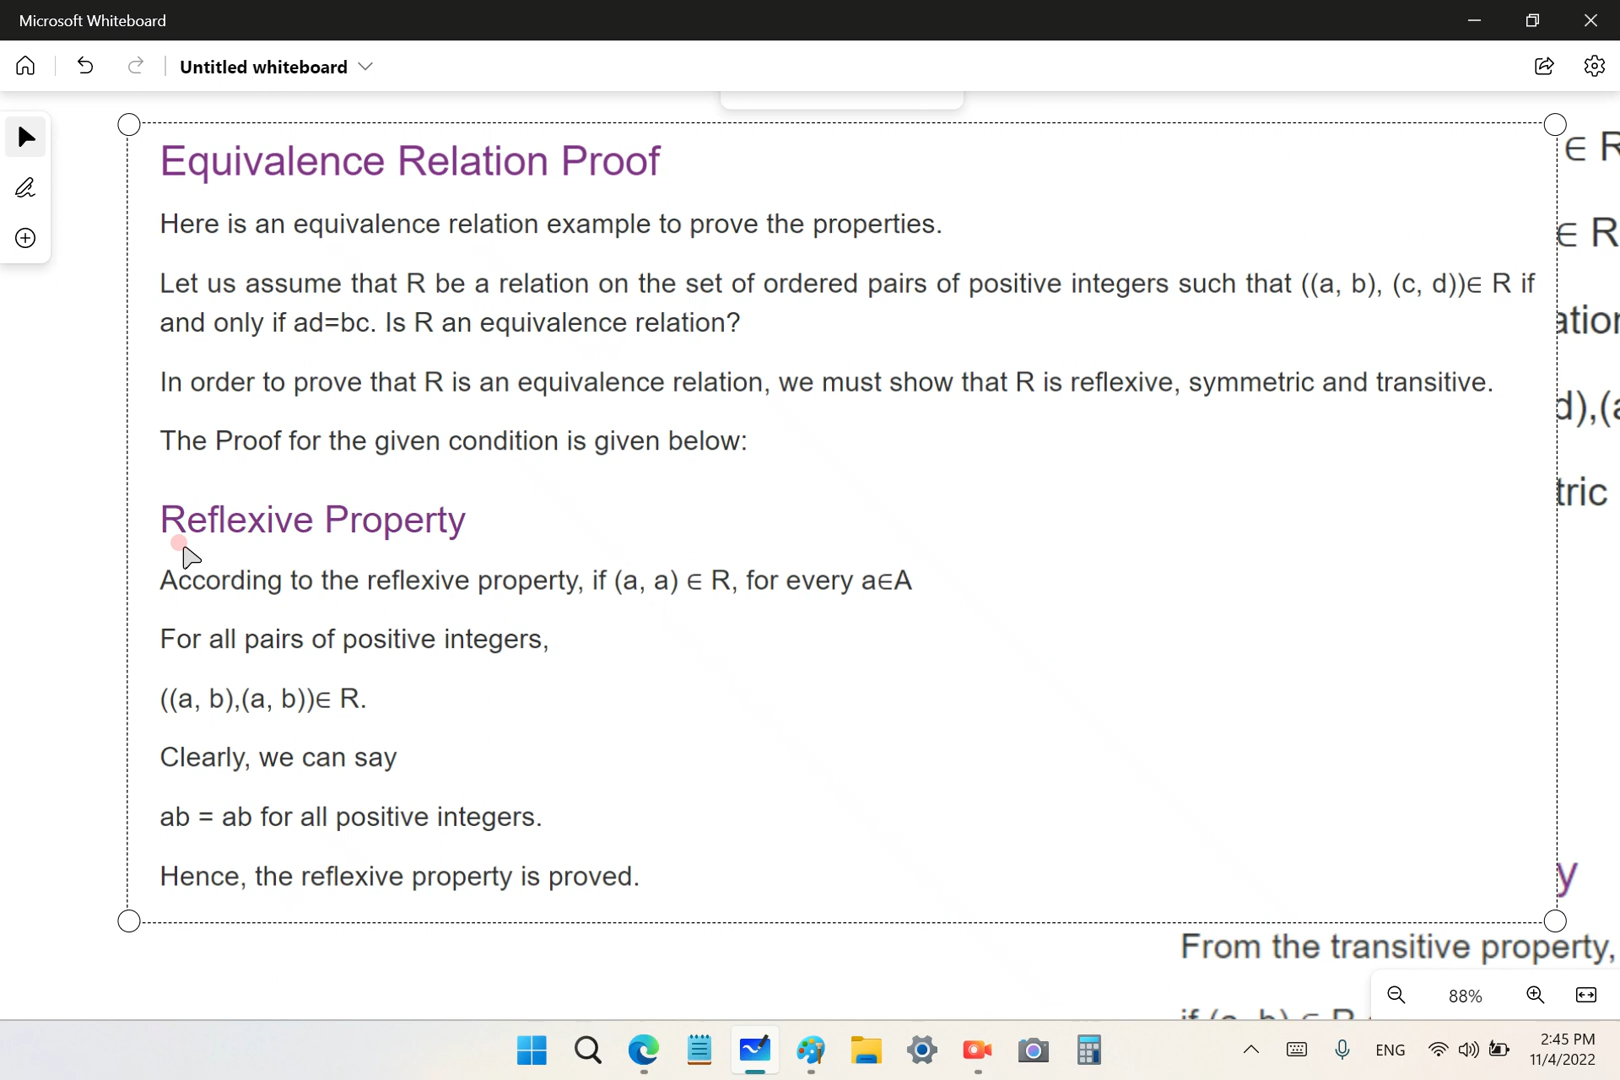 Microsoft Whiteboard
Untitled whiteboard
Equivalence Relation Proof
Here is an equivalence relation example to prove the properties.
Let us assume that R be a relation on the set of ordered pairs of positive integers such that ((a, b), (c, d))∈ R if
and only if ad=bc. Is R an equivalence relation?
In order to prove that R is an equivalence relation, we must show that R is reflexive, symmetric and transitive.
The Proof for the given condition is given below:
Reflexive Property
According to the reflexive property, if (a, a) ∈ R, for every a∈A
For all pairs of positive integers,
((a, b),(a, b))∈ R.
Clearly, we can say
ab = ab for all positive integers.
Hence, the reflexive property is proved.
∈ R
∈ R
ation
d),(a
tric
y
From the transitive property,
88%
ENG
2:45 PM
11/4/2022